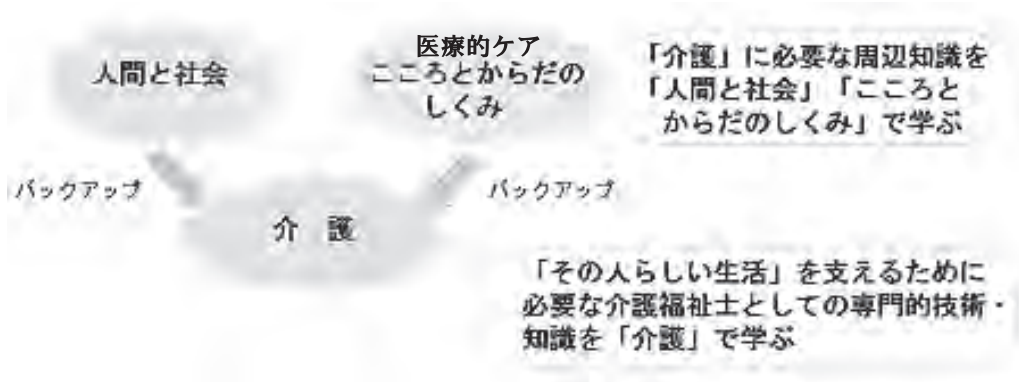 人間と社会
医療的ケア
こころとからだの
しくみ
「介護」に必要な周辺知識を
「人間と社会」「こころと
からだのしくみ」で学ぶ
バックアップ
バックアップ
介 護
「その人らしい生活」を支えるために
必要な介護福祉士としての専門的技術・
知識を「介護」で学ぶ